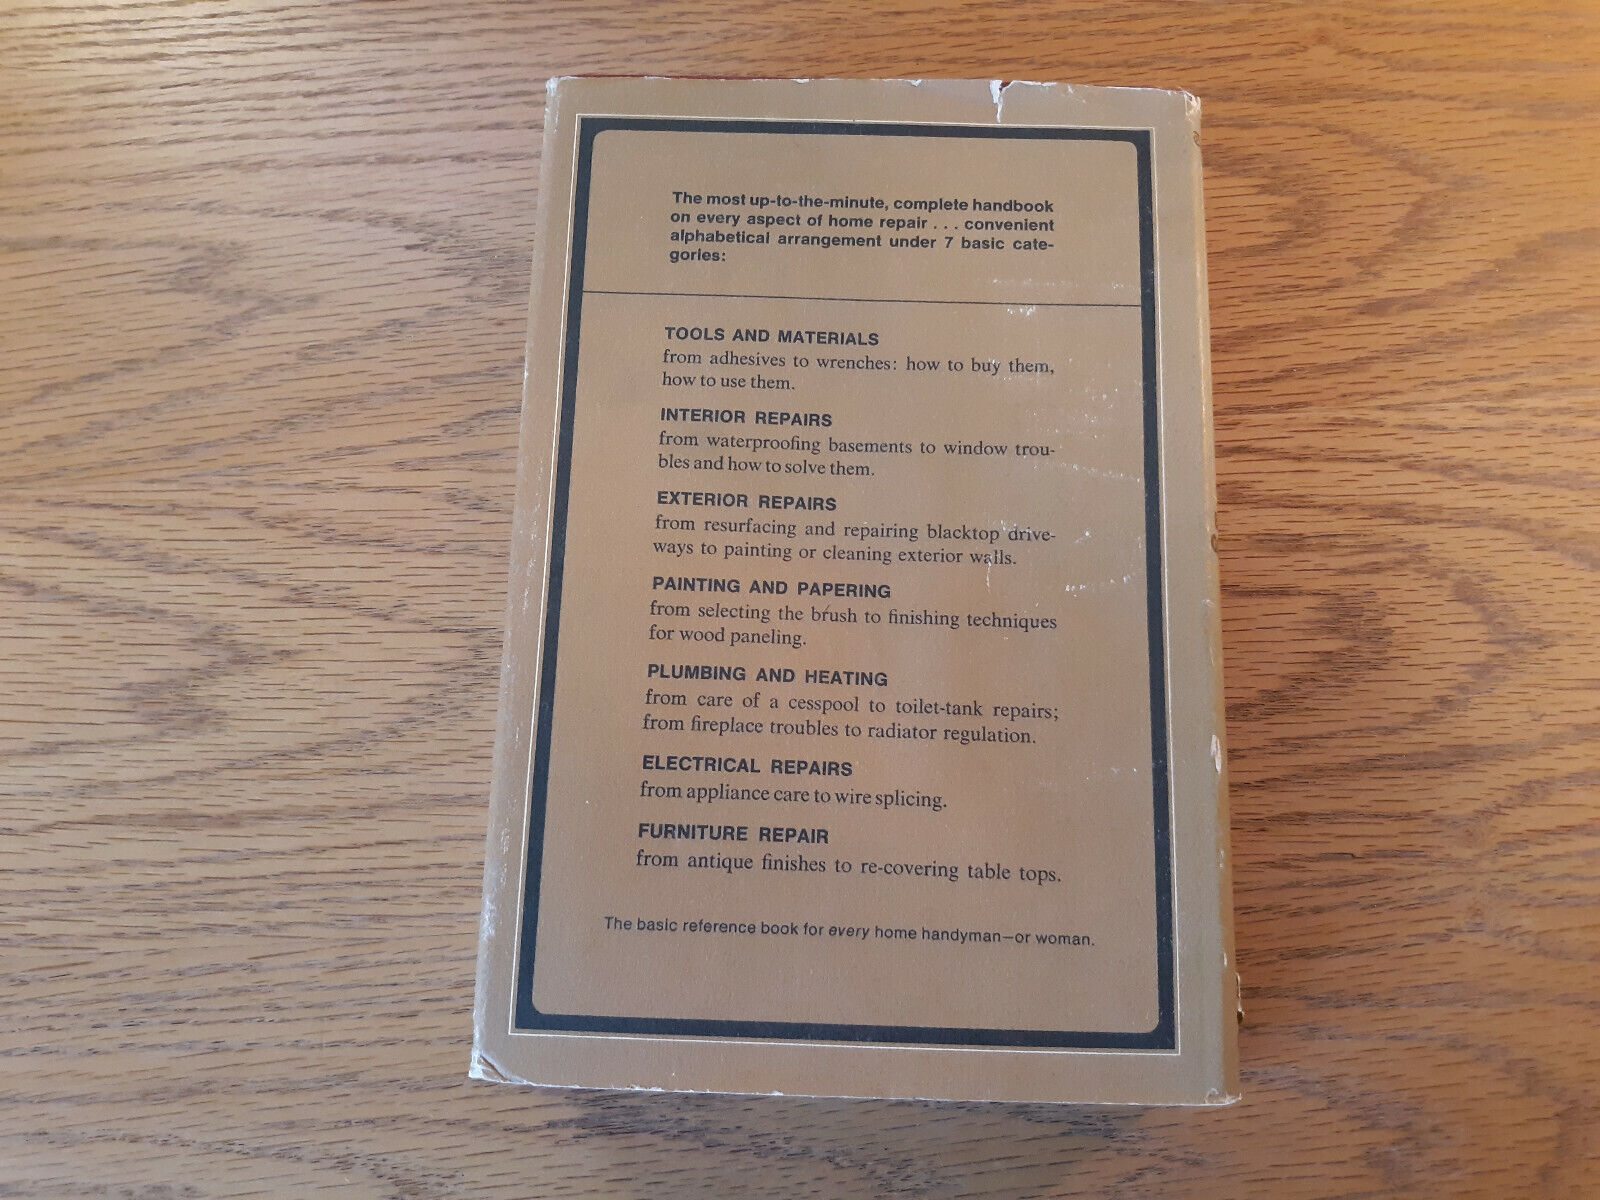 The most up-to-the-minute, complete handbook
on every aspect of home repair . . . convenient
alphabetical arrangement under 7 basic cate-
gories:
TOOLS AND MATERIALS
from adhesives to wrenches: how to buy them,
how to use them.
INTERIOR REPAIRS
from waterproofing basements to window trou-
bles and how to solve them.
EXTERIOR REPAIRS
from resurfacing and repairing blacktop drive-
ways to painting or cleaning exterior walls.
PAINTING AND PAPERING
from selecting the brush to finishing techniques
for wood paneling.
PLUMBING AND HEATING
from care of a cesspool to toilet-tank repairs;
from fireplace troubles to radiator regulation.
ELECTRICAL REPAIRS
from appliance care to wire splicing.
FURNITURE REPAIR
from antique finishes to re-covering table tops.
The basic reference book for every home handyman—or woman.